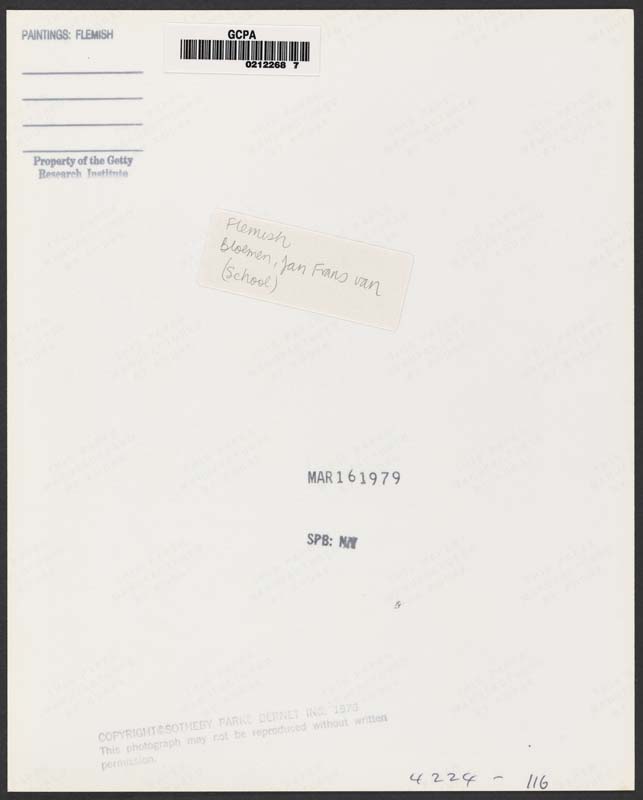 PAINTINGS: FLEMISH
GCPA
0212268 7
Property of the Getty
Research Institute
Flemish
Bloemen, Jan Frans van
(School)
MAR 16 1979
SPB: NY
COPYRIGHT©SOTHEBY PARKE BERNET INC. 1979
This photograph may not be reproduced without written
permission.
4224 - 116